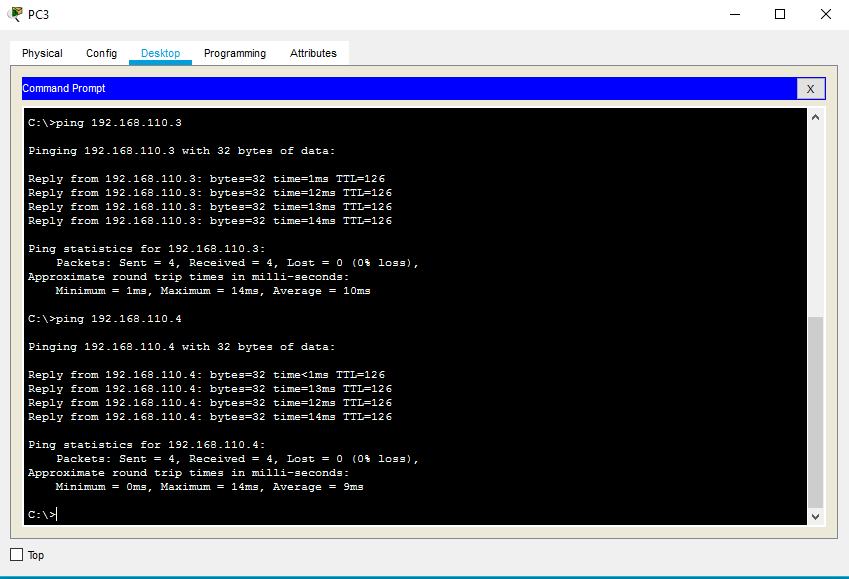 PC3
Physical Config Desktop Programming Attributes
Command Prompt X
C:\>ping 192.168.110.3
Pinging 192.168.110.3 with 32 bytes of data:
Reply from 192.168.110.3: bytes=32 time=1ms TTL=126
Reply from 192.168.110.3: bytes=32 time=12ms TTL=126
Reply from 192.168.110.3: bytes=32 time=13ms TTL=126
Reply from 192.168.110.3: bytes=32 time=14ms TTL=126
Ping statistics for 192.168.110.3:
    Packets: Sent = 4, Received = 4, Lost = 0 (0% loss),
Approximate round trip times in milli-seconds:
    Minimum = 1ms, Maximum = 14ms, Average = 10ms
C:\>ping 192.168.110.4
Pinging 192.168.110.4 with 32 bytes of data:
Reply from 192.168.110.4: bytes=32 time<1ms TTL=126
Reply from 192.168.110.4: bytes=32 time=13ms TTL=126
Reply from 192.168.110.4: bytes=32 time=12ms TTL=126
Reply from 192.168.110.4: bytes=32 time=14ms TTL=126
Ping statistics for 192.168.110.4:
    Packets: Sent = 4, Received = 4, Lost = 0 (0% loss),
Approximate round trip times in milli-seconds:
    Minimum = 0ms, Maximum = 14ms, Average = 9ms
C:\>
Top